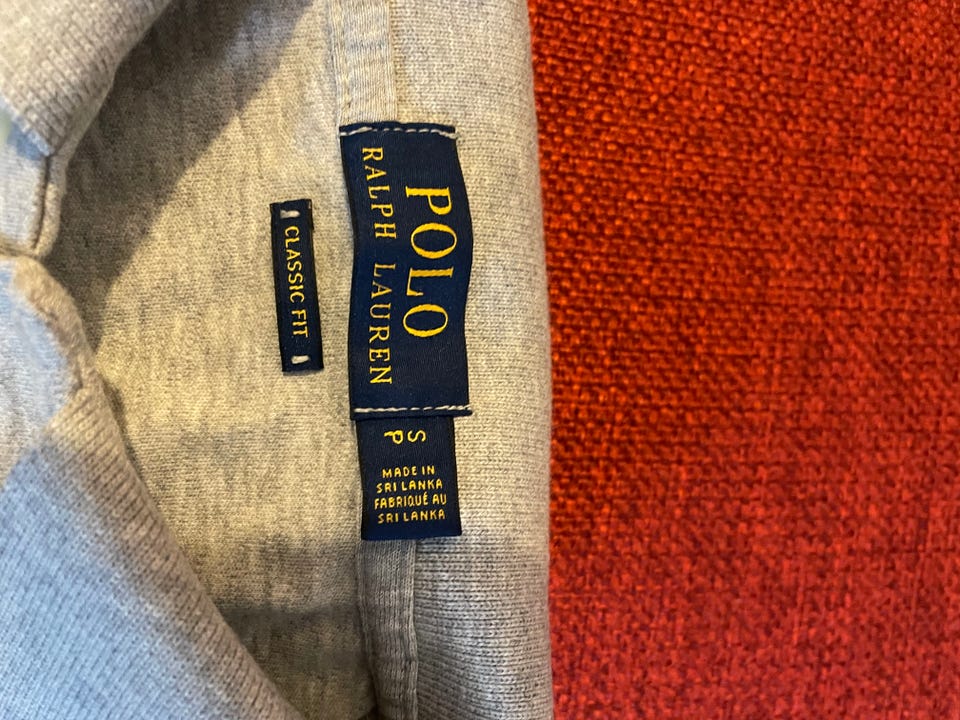 POLO
RALPH LAUREN
CLASSIC FIT
S
P
MADE IN
SRI LANKA
FABRIQUÉ AU
SRI LANKA